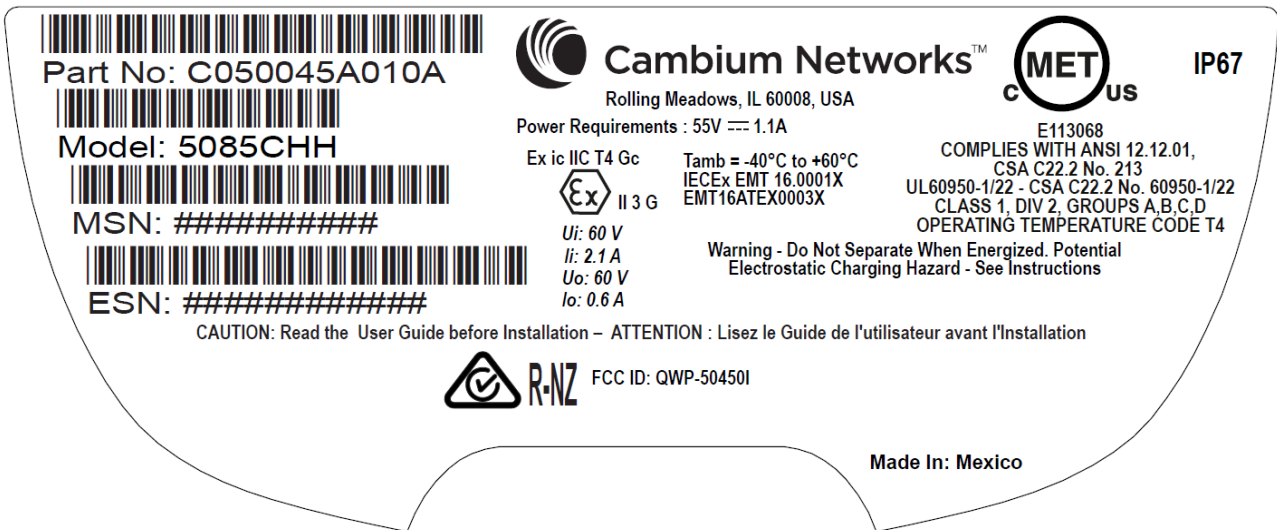 Part No: C050045A010A
Model: 5085CHH
MSN: ##########
ESN: ############
Cambium Networks™
Rolling Meadows, IL 60008, USA
Power Requirements : 55V ⎓ 1.1A
Ex ic IIC T4 Gc
Ex II 3 G
Ui: 60 V
Ii: 2.1 A
Uo: 60 V
Io: 0.6 A
Tamb = -40°C to +60°C
IECEx EMT 16.0001X
EMT16ATEX0003X
C MET US
IP67
E113068
COMPLIES WITH ANSI 12.12.01,
CSA C22.2 No. 213
UL60950-1/22 - CSA C22.2 No. 60950-1/22
CLASS 1, DIV 2, GROUPS A,B,C,D
OPERATING TEMPERATURE CODE T4
Warning - Do Not Separate When Energized. Potential
Electrostatic Charging Hazard - See Instructions
CAUTION: Read the User Guide before Installation – ATTENTION : Lisez le Guide de l'utilisateur avant l'Installation
R-NZ FCC ID: QWP-50450I
Made In: Mexico